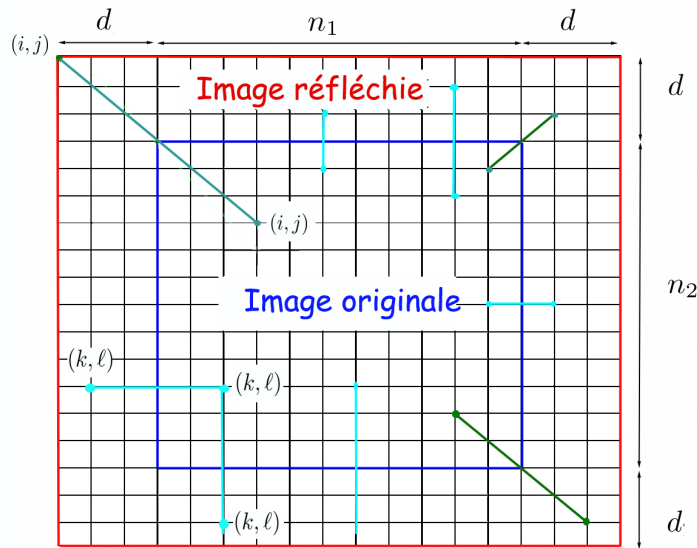 d n₁ d
(i, j)
Image réfléchie
d
(i, j)
n₂
Image originale
(k, ℓ)
(k, ℓ)
(k, ℓ)
d